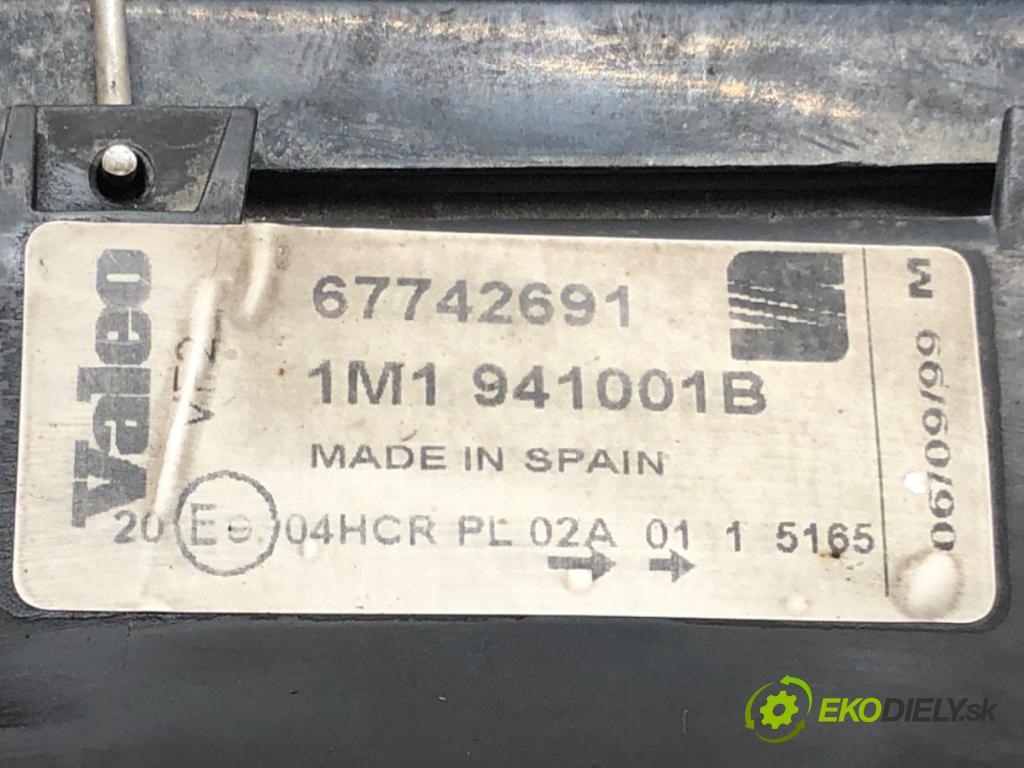 Valeo
VF2
67742691
1M1 941001B
MADE IN SPAIN
20 E9 04HCR PL 02A 01 1 5165
06/09/99 M
EKODIELY.sk